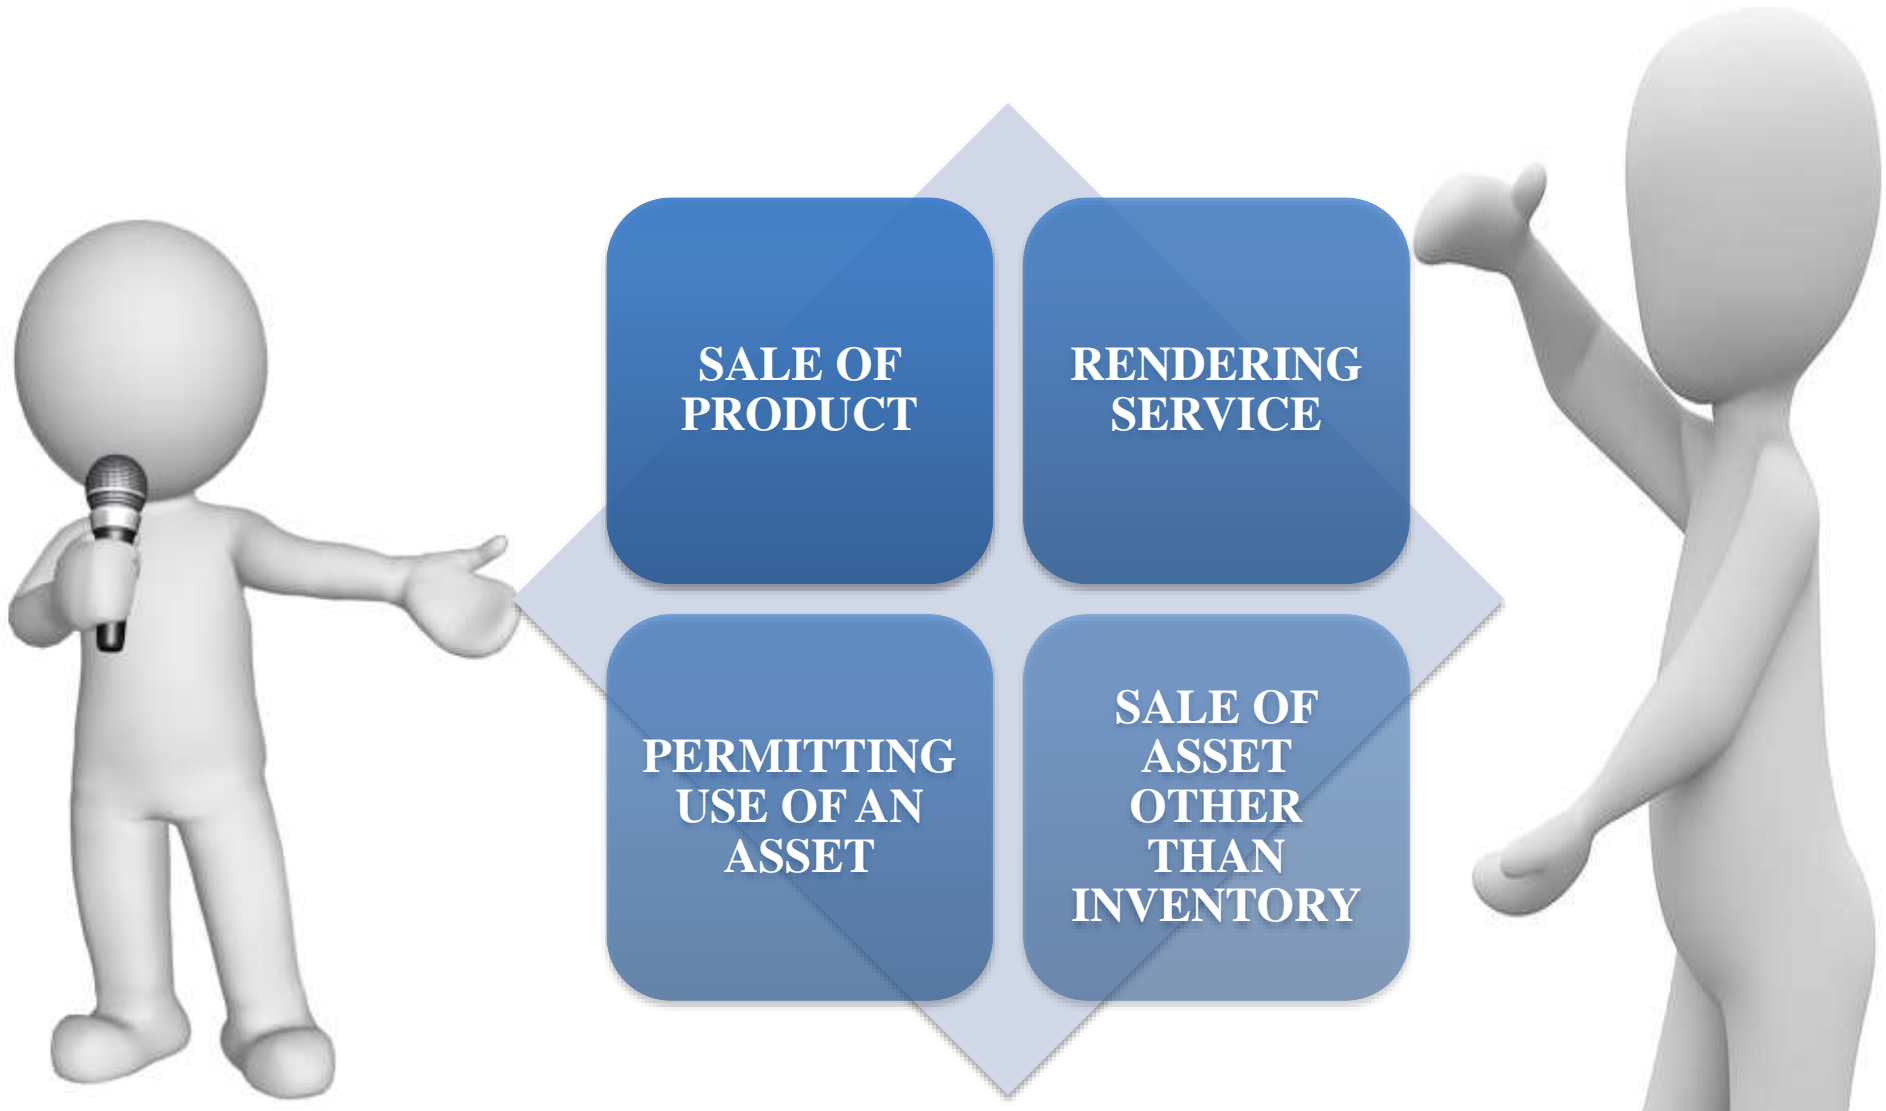 SALE OF
PRODUCT
RENDERING
SERVICE
PERMITTING
USE OF AN
ASSET
SALE OF
ASSET
OTHER
THAN
INVENTORY